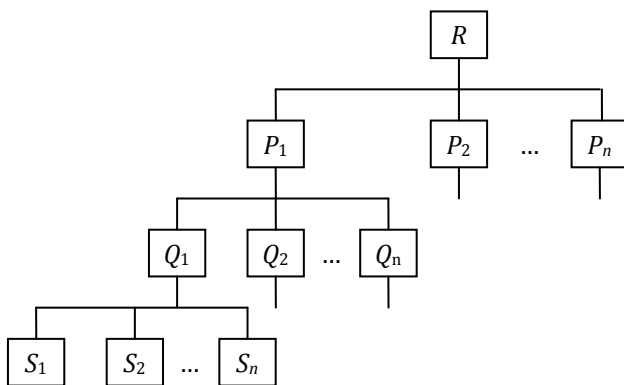 R
P₁ P₂ ... Pₙ
Q₁ Q₂ ... Qₙ
S₁ S₂ ... Sₙ